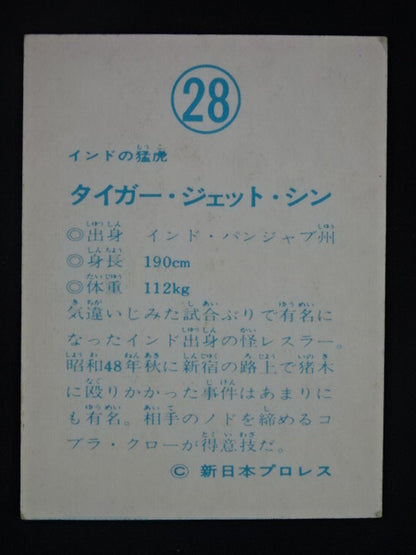 28
インドの猛虎
タイガー・ジェット・シン
◎出身 インド・パンジャブ州
◎身長 190cm
◎体重 112kg
気違いじみた試合ぶりで有名に
なったインド出身の怪レスラー。
昭和48年秋に新宿の路上で猪木
に殴りかかった事件はあまりに
も有名。相手のノドを締めるコ
ブラ・クローが得意技だ。
© 新日本プロレス